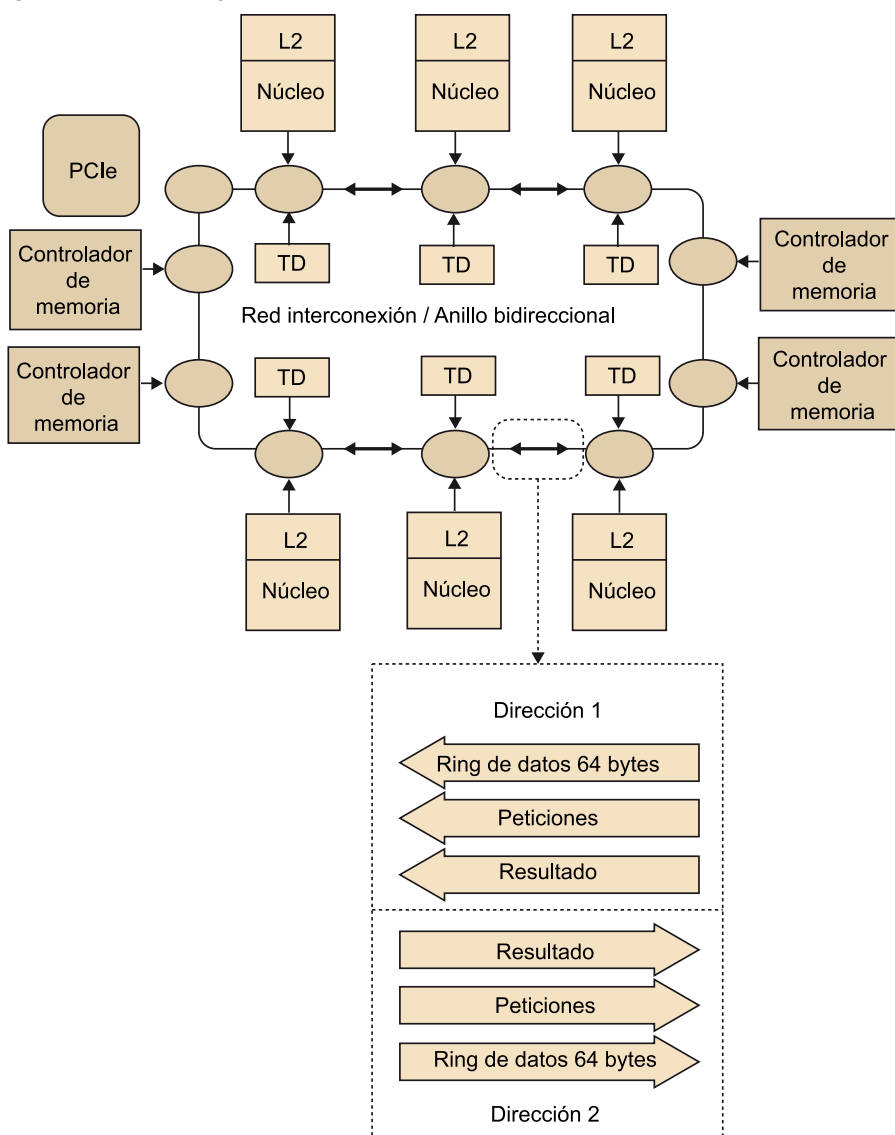 L2
Núcleo
L2
Núcleo
L2
Núcleo
PCIe
Controlador
de
memoria
TD
TD
TD
Controlador
de
memoria
Red interconexión / Anillo bidireccional
Controlador
de
memoria
TD
TD
TD
Controlador
de
memoria
L2
Núcleo
L2
Núcleo
L2
Núcleo
Dirección 1
Ring de datos 64 bytes
Peticiones
Resultado
Resultado
Peticiones
Ring de datos 64 bytes
Dirección 2